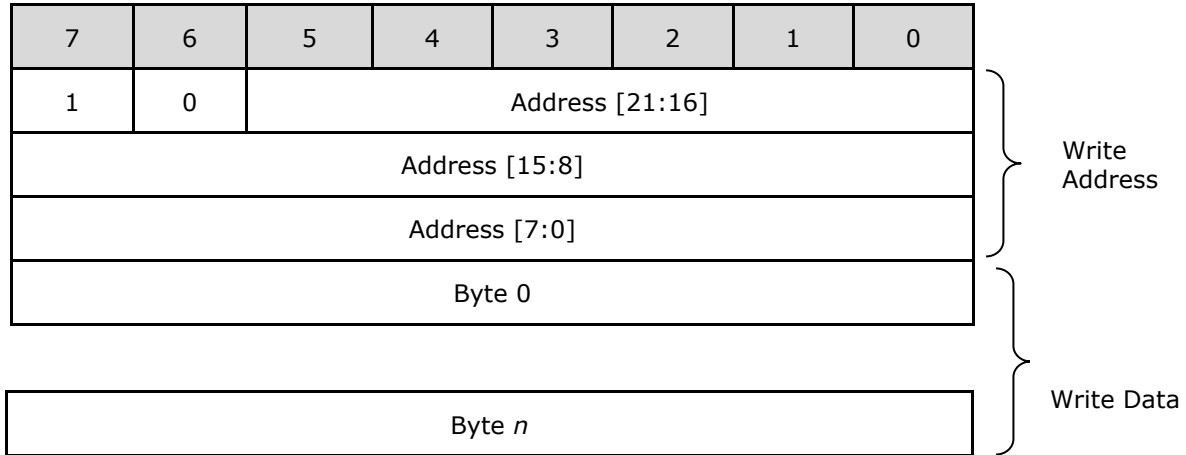 7 6 5 4 3 2 1 0
1 0 Address [21:16]
Address [15:8]
Write
Address
Address [7:0]
Byte 0
Byte n
Write Data